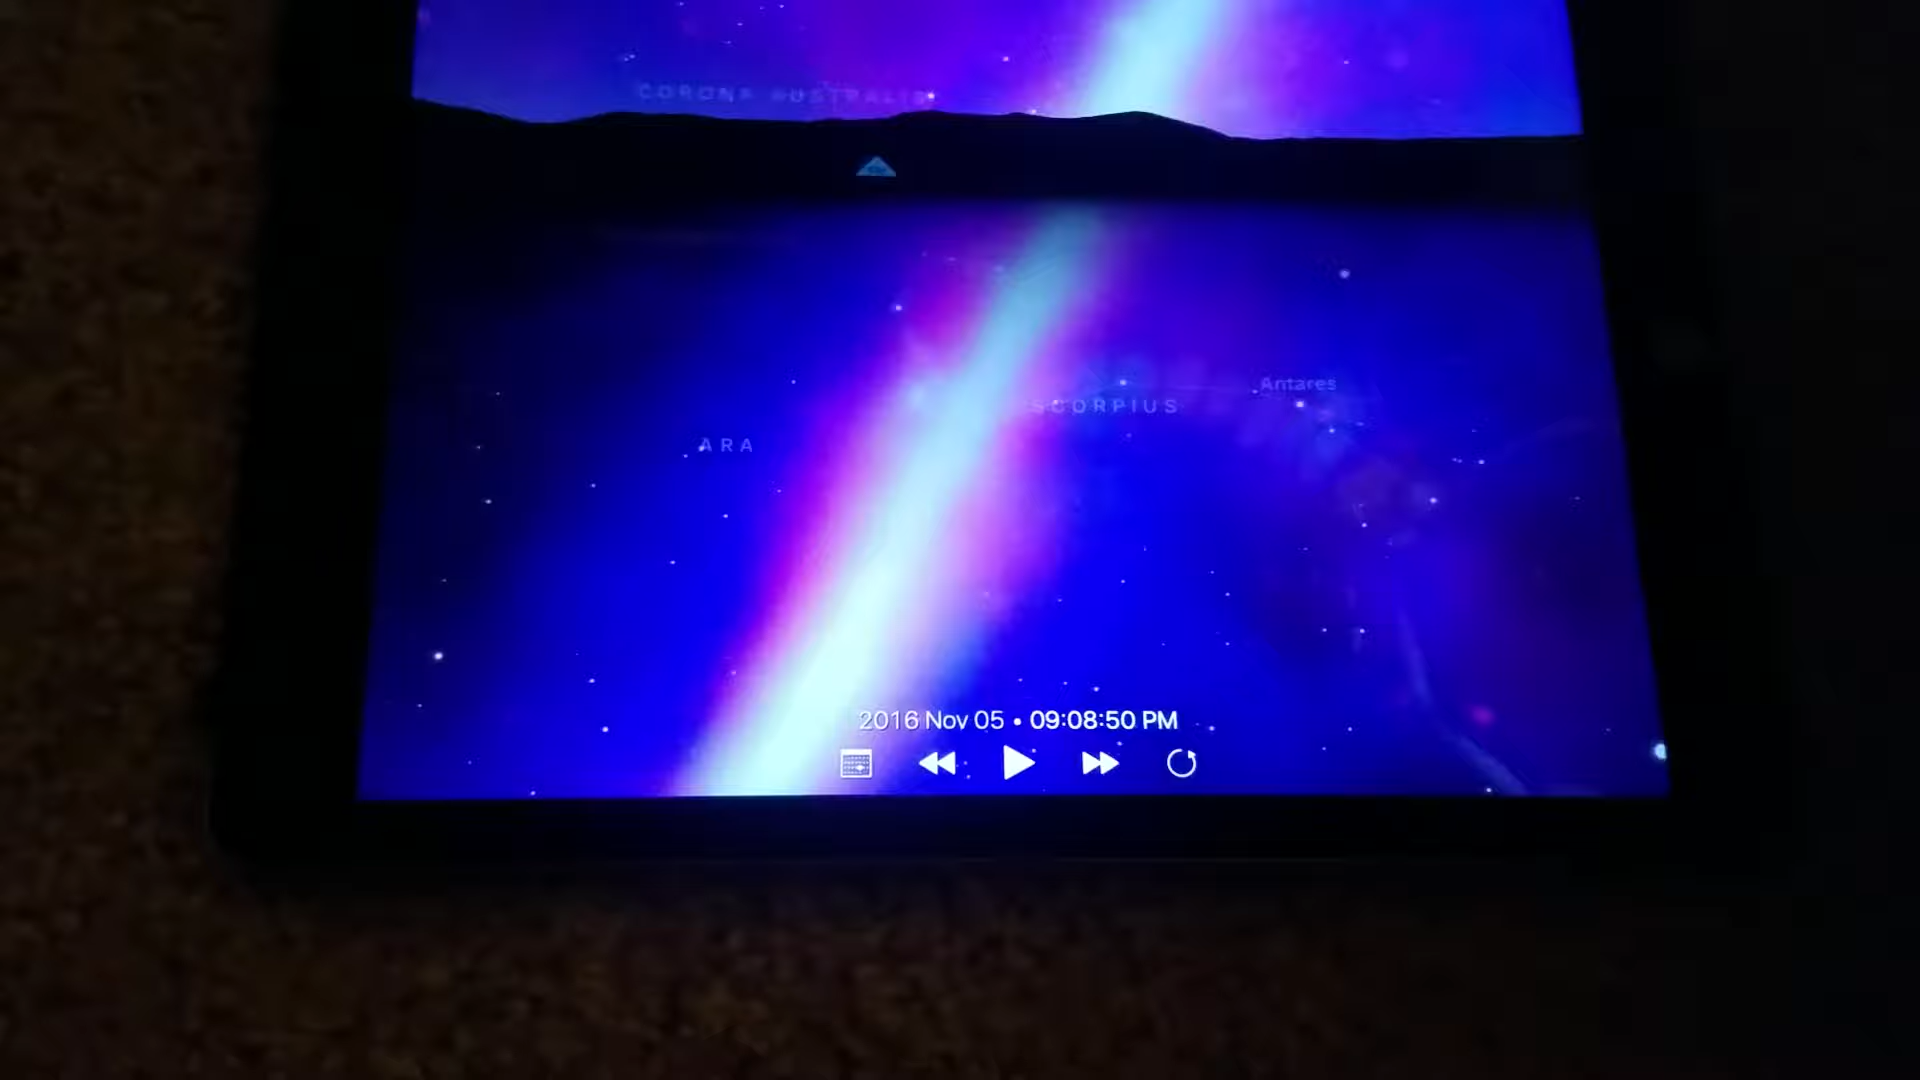 CORONA AUSTRALIS
Antares
SCORPIUS
ARA
2016 Nov 05 • 09:08:50 PM